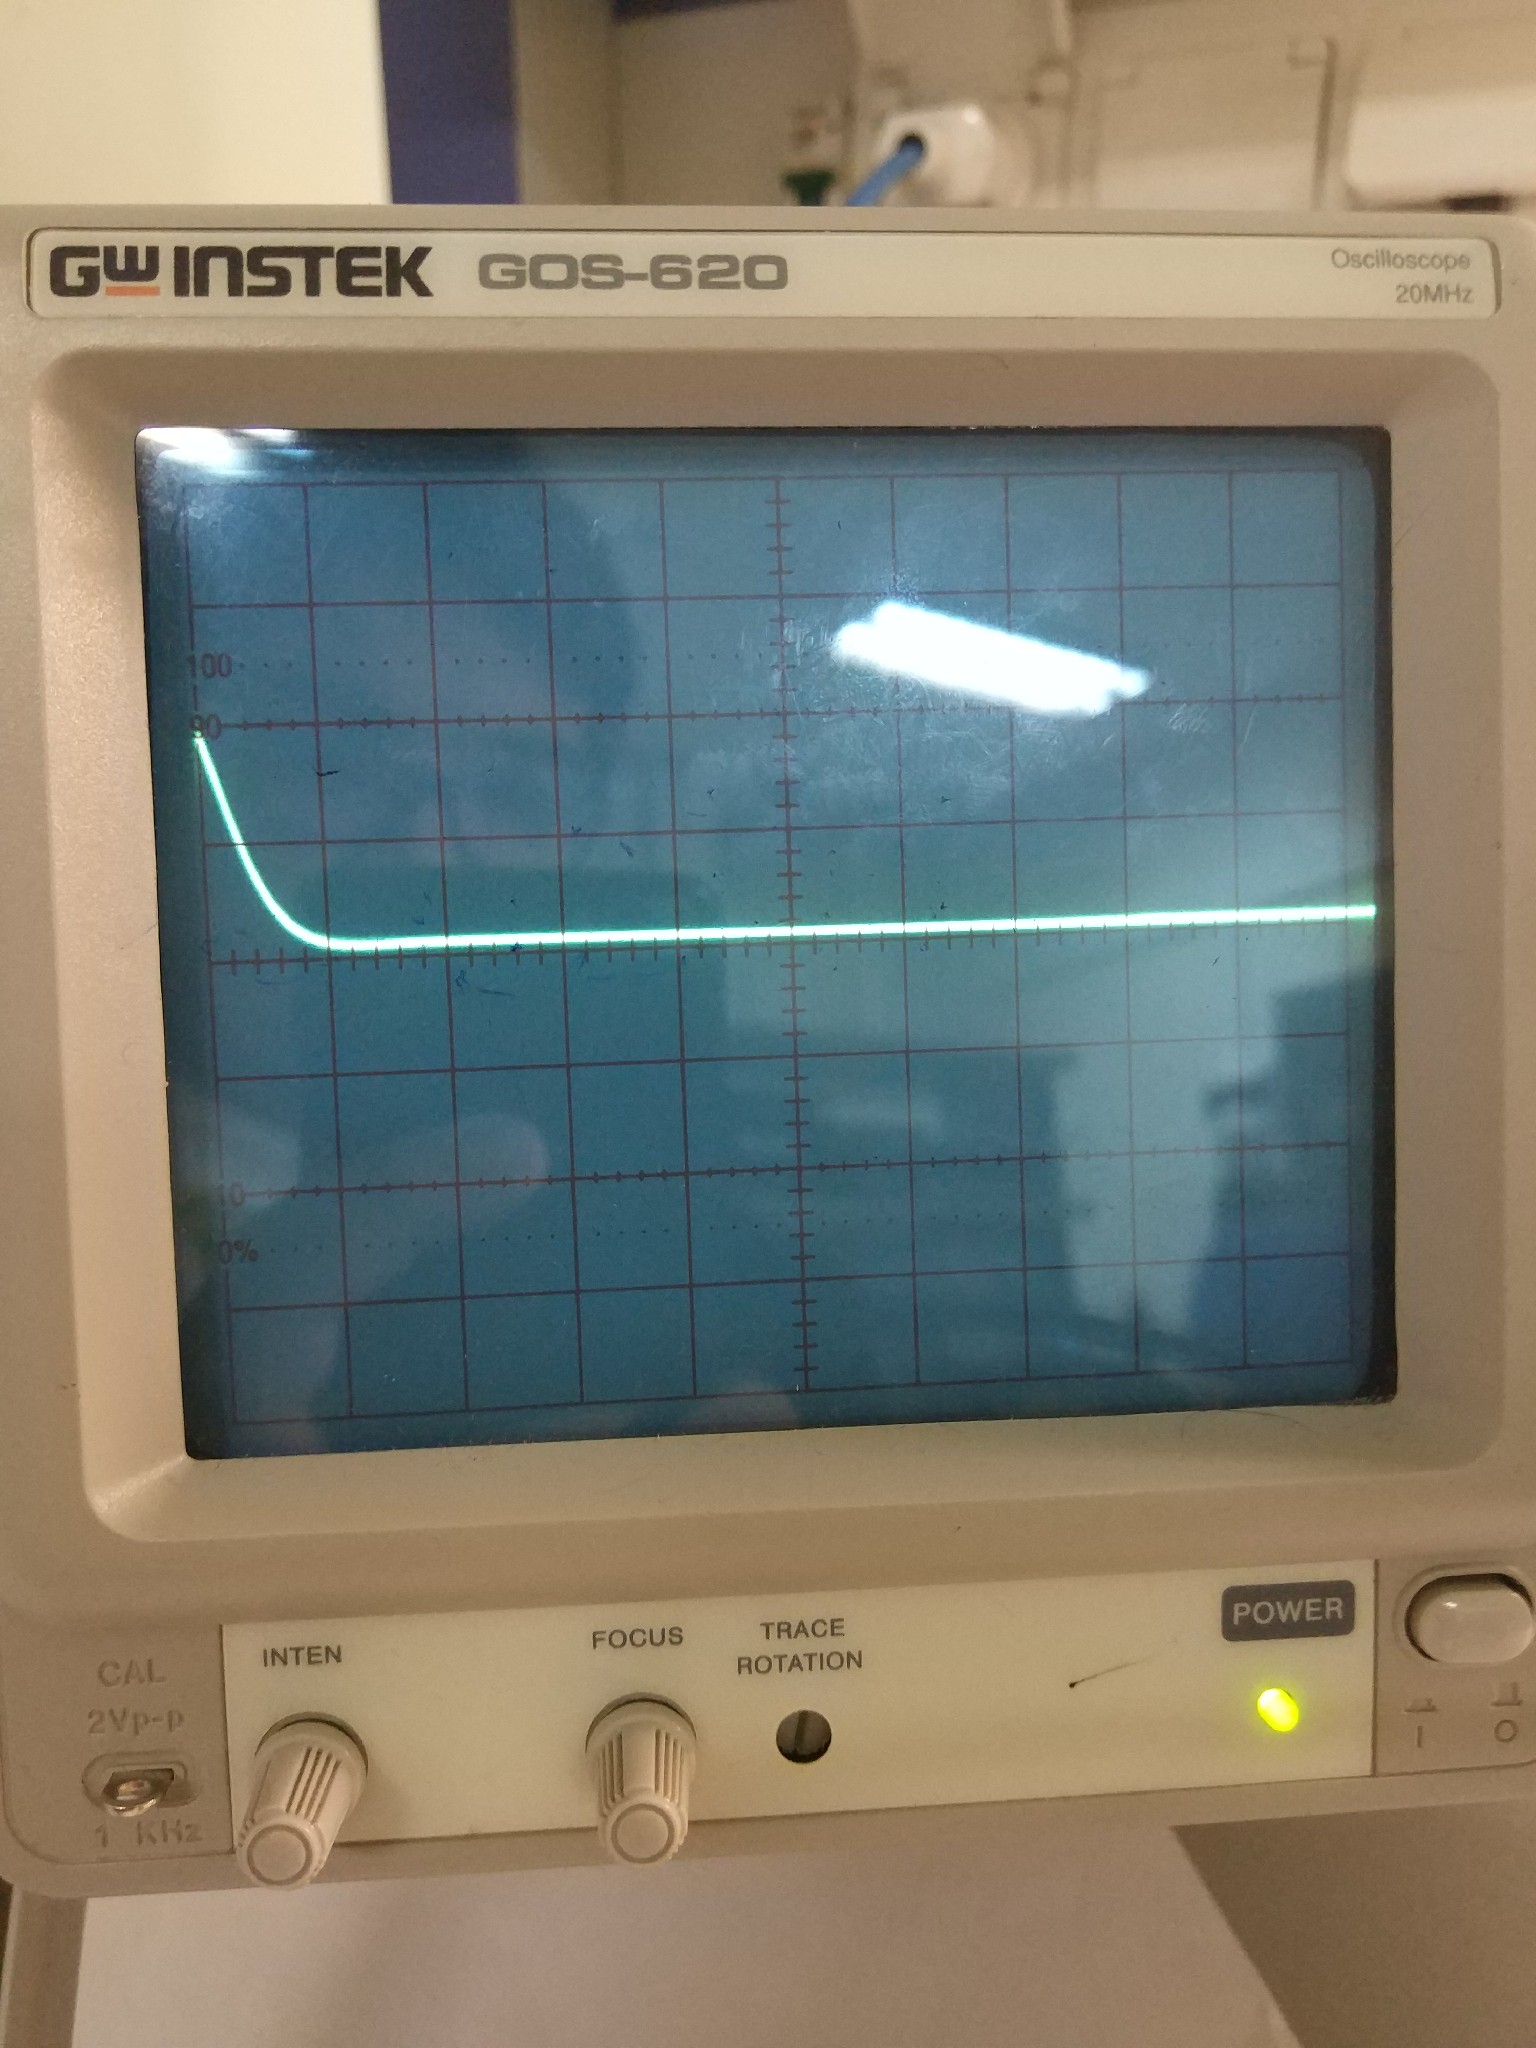 GW INSTEK GOS-620
Oscilloscope
20MHz
100
90
10
0%
INTEN
FOCUS
TRACE
ROTATION
POWER
CAL
2Vp-p
1 KHz
I O